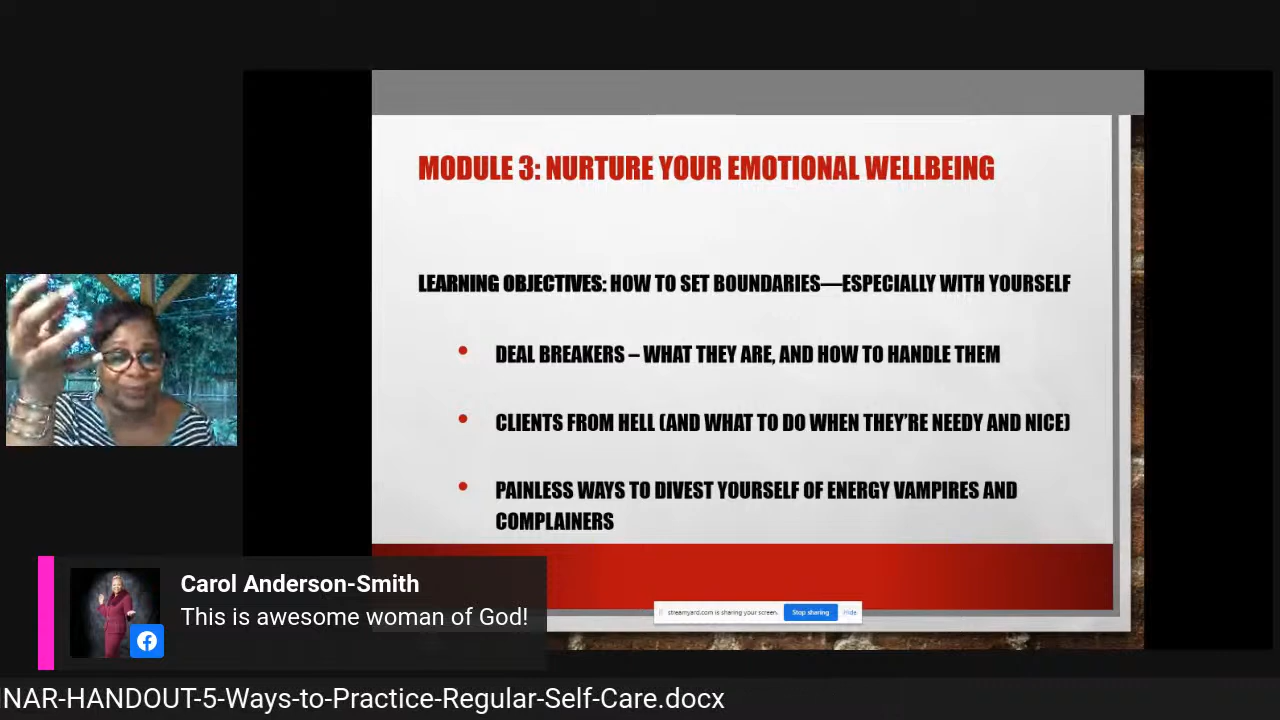 MODULE 3: NURTURE YOUR EMOTIONAL WELLBEING
LEARNING OBJECTIVES: HOW TO SET BOUNDARIES—ESPECIALLY WITH YOURSELF
• DEAL BREAKERS – WHAT THEY ARE, AND HOW TO HANDLE THEM
• CLIENTS FROM HELL (AND WHAT TO DO WHEN THEY'RE NEEDY AND NICE)
• PAINLESS WAYS TO DIVEST YOURSELF OF ENERGY VAMPIRES AND
COMPLAINERS
Carol Anderson-Smith
This is awesome woman of God!
streamyard.com is sharing your screen. Stop sharing Hide
INAR-HANDOUT-5-Ways-to-Practice-Regular-Self-Care.docx